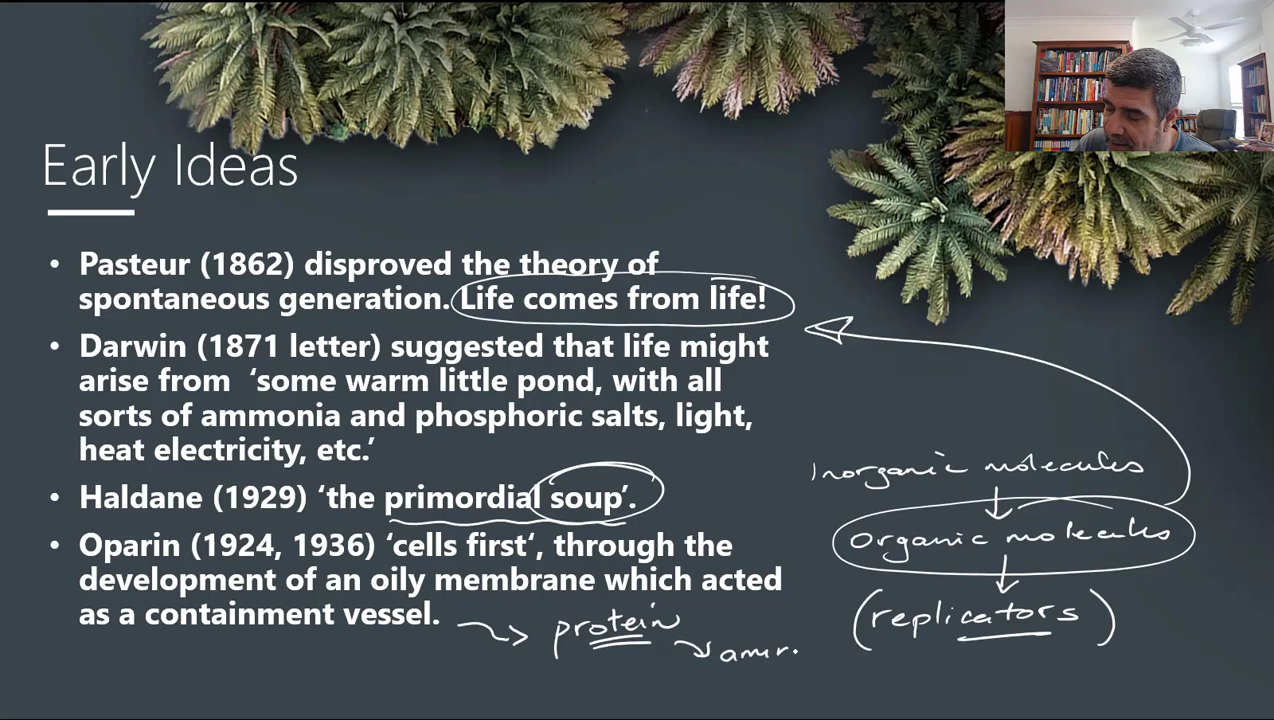 Early Ideas
• Pasteur (1862) disproved the theory of
spontaneous generation. Life comes from life!
• Darwin (1871 letter) suggested that life might
arise from ‘some warm little pond, with all
sorts of ammonia and phosphoric salts, light,
heat electricity, etc.’
• Haldane (1929) ‘the primordial soup’.
• Oparin (1924, 1936) ‘cells first‘, through the
development of an oily membrane which acted
as a containment vessel.
protein
Inorganic molecules
Organic molecules
(replicators)